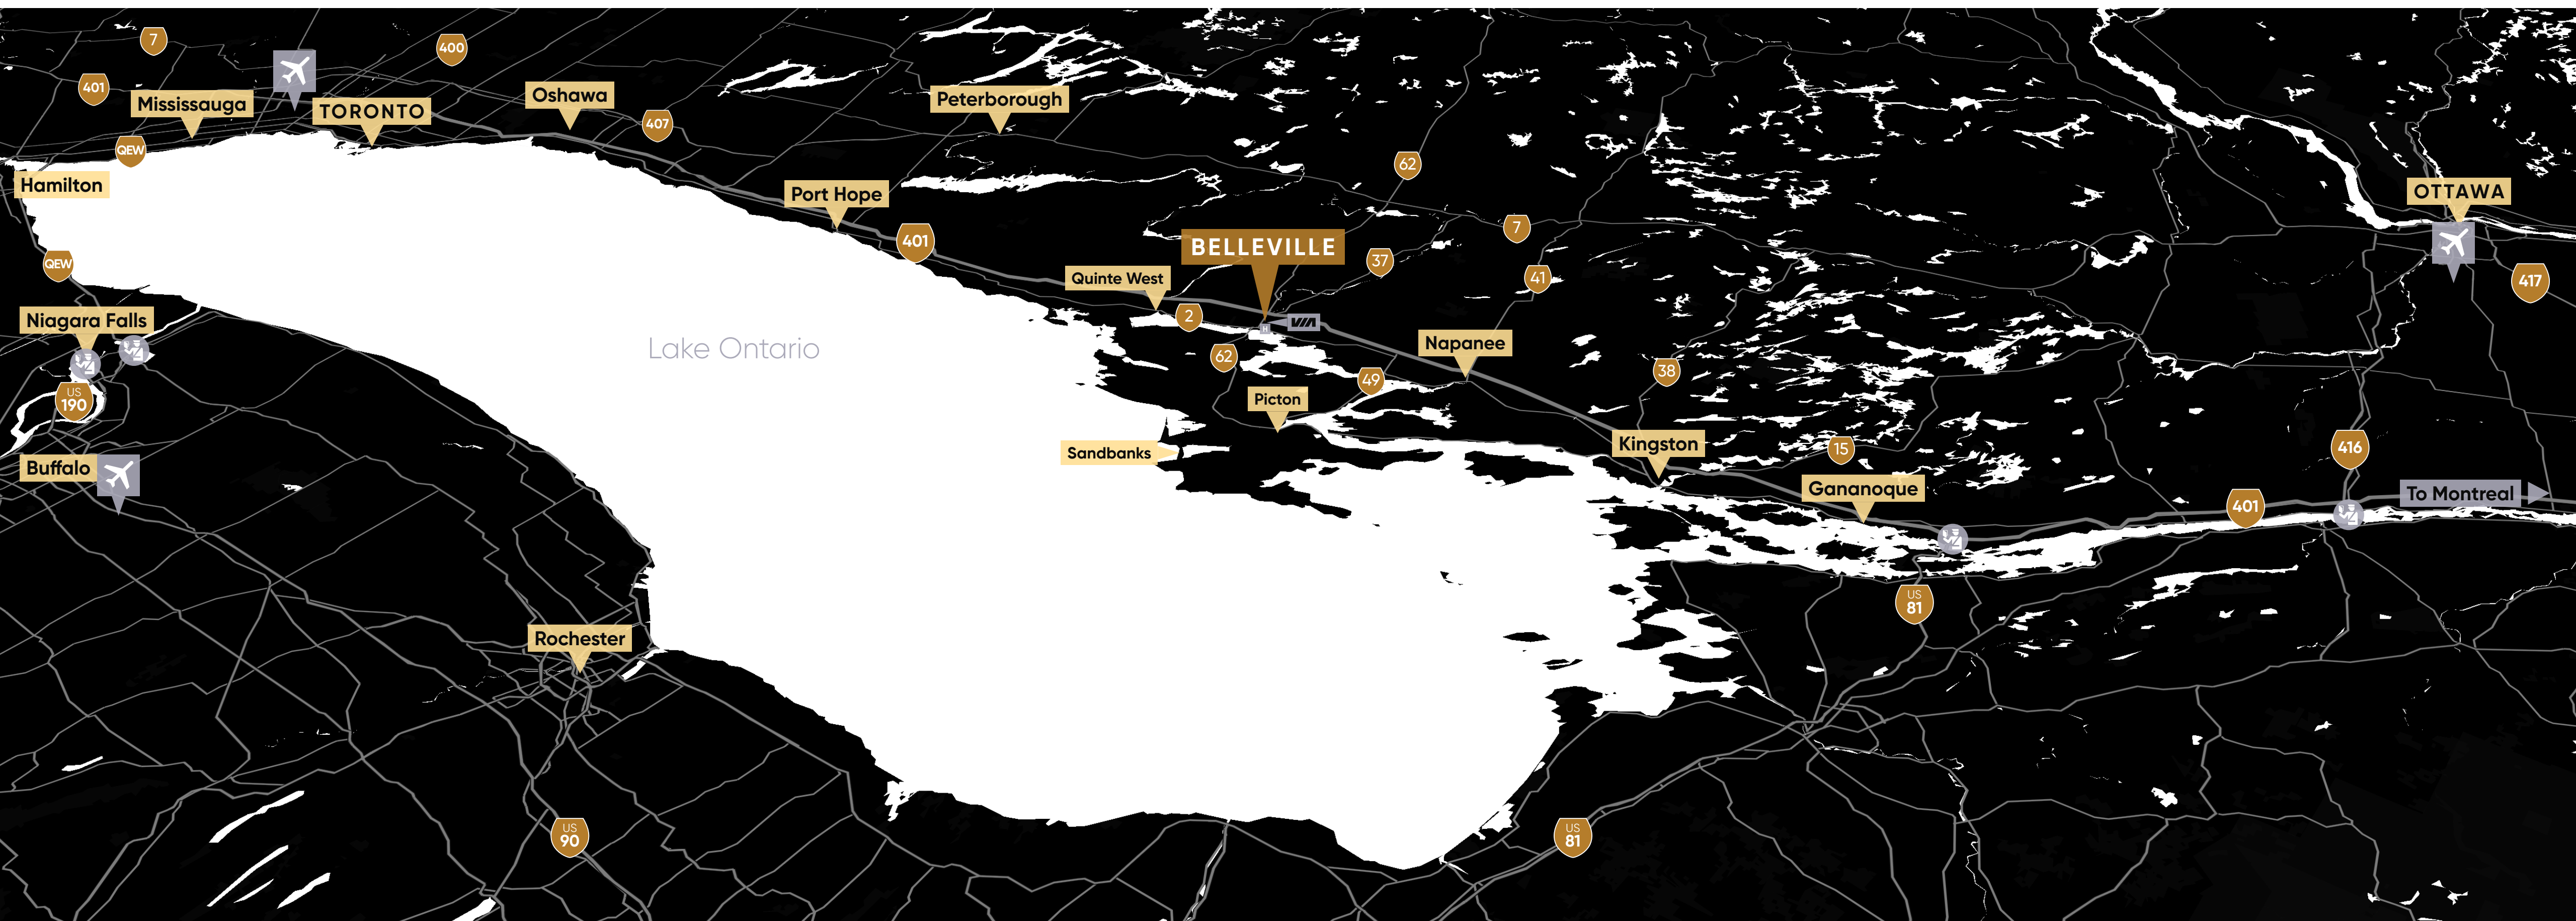 7
400
401
Mississauga
TORONTO
Oshawa
407
Peterborough
QEW
Hamilton
62
Port Hope
OTTAWA
7
401
BELLEVILLE
QEW
37
Quinte West
41
417
Niagara Falls
2
VIA
H
Lake Ontario
62
Napanee
38
49
US
190
Picton
Kingston
Sandbanks
15
416
Buffalo
Gananoque
To Montreal
401
US
81
Rochester
US
90
US
81